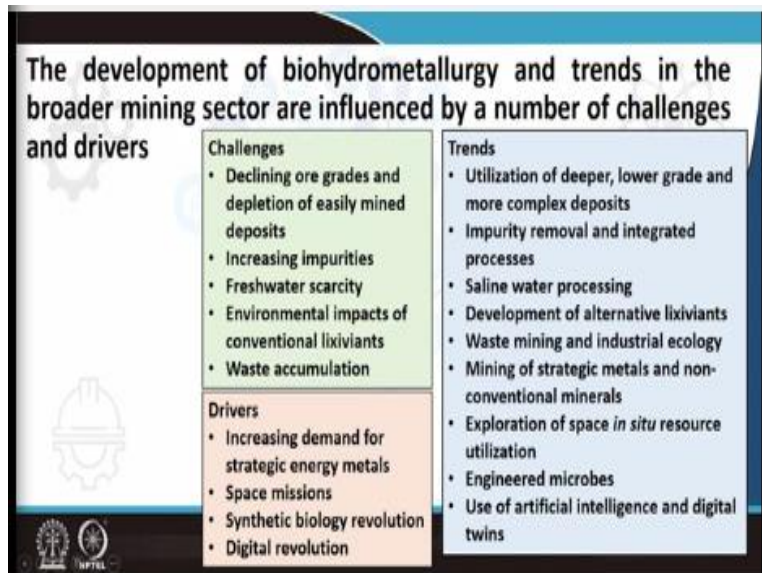 The development of biohydrometallurgy and trends in the
broader mining sector are influenced by a number of challenges
and drivers
Challenges
• Declining ore grades and
depletion of easily mined
deposits
• Increasing impurities
• Freshwater scarcity
• Environmental impacts of
conventional lixiviants
• Waste accumulation
Drivers
• Increasing demand for
strategic energy metals
• Space missions
• Synthetic biology revolution
• Digital revolution
Trends
• Utilization of deeper, lower grade and
more complex deposits
• Impurity removal and integrated
processes
• Saline water processing
• Development of alternative lixiviants
• Waste mining and industrial ecology
• Mining of strategic metals and non-
conventional minerals
• Exploration of space in situ resource
utilization
• Engineered microbes
• Use of artificial intelligence and digital
twins
NPTEL